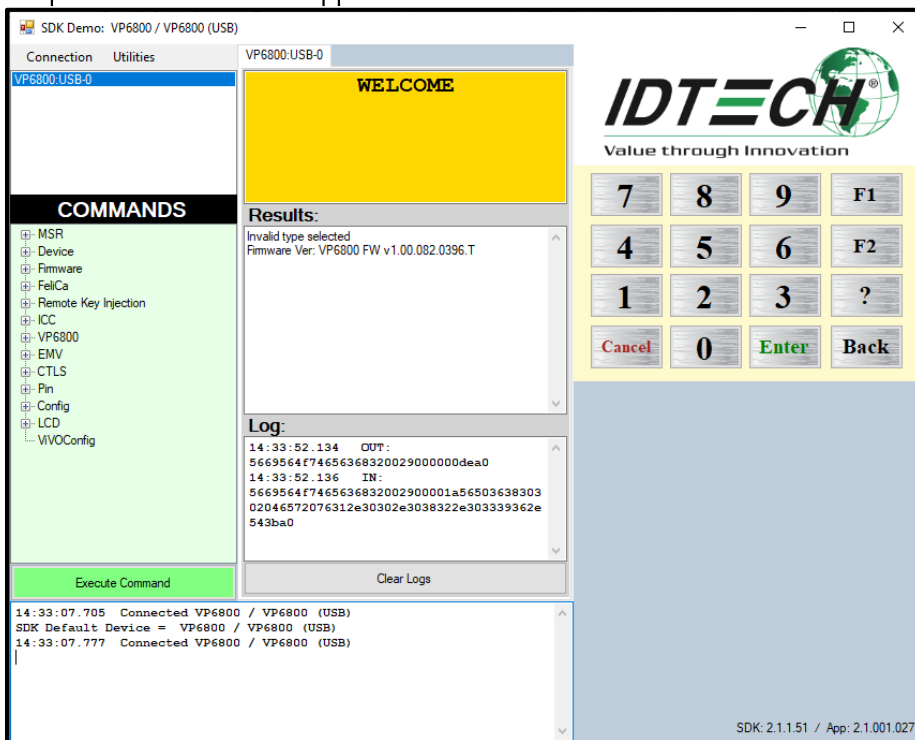 SDK Demo: VP6800 / VP6800 (USB)
Connection Utilities
VP6800:USB-0
VP6800:USB-0
WELCOME
IDTECH®
Value through Innovation
COMMANDS
MSR
Device
Firmware
FeliCa
Remote Key Injection
ICC
VP6800
EMV
CTLS
Pin
Config
LCD
ViVOConfig
Execute Command
Results:
Invalid type selected
Firmware Ver: VP6800 FW v1.00.082.0396.T
Log:
14:33:52.134 OUT:
5669564f74656368320029000000dea0
14:33:52.136 IN:
5669564f7465636832002900001a56503638303
02046572076312e30302e3038322e303339362e
543ba0
Clear Logs
7 8 9 F1
4 5 6 F2
1 2 3 ?
Cancel 0 Enter Back
14:33:07.705 Connected VP6800 / VP6800 (USB)
SDK Default Device = VP6800 / VP6800 (USB)
14:33:07.777 Connected VP6800 / VP6800 (USB)
SDK: 2.1.1.51 / App: 2.1.001.027